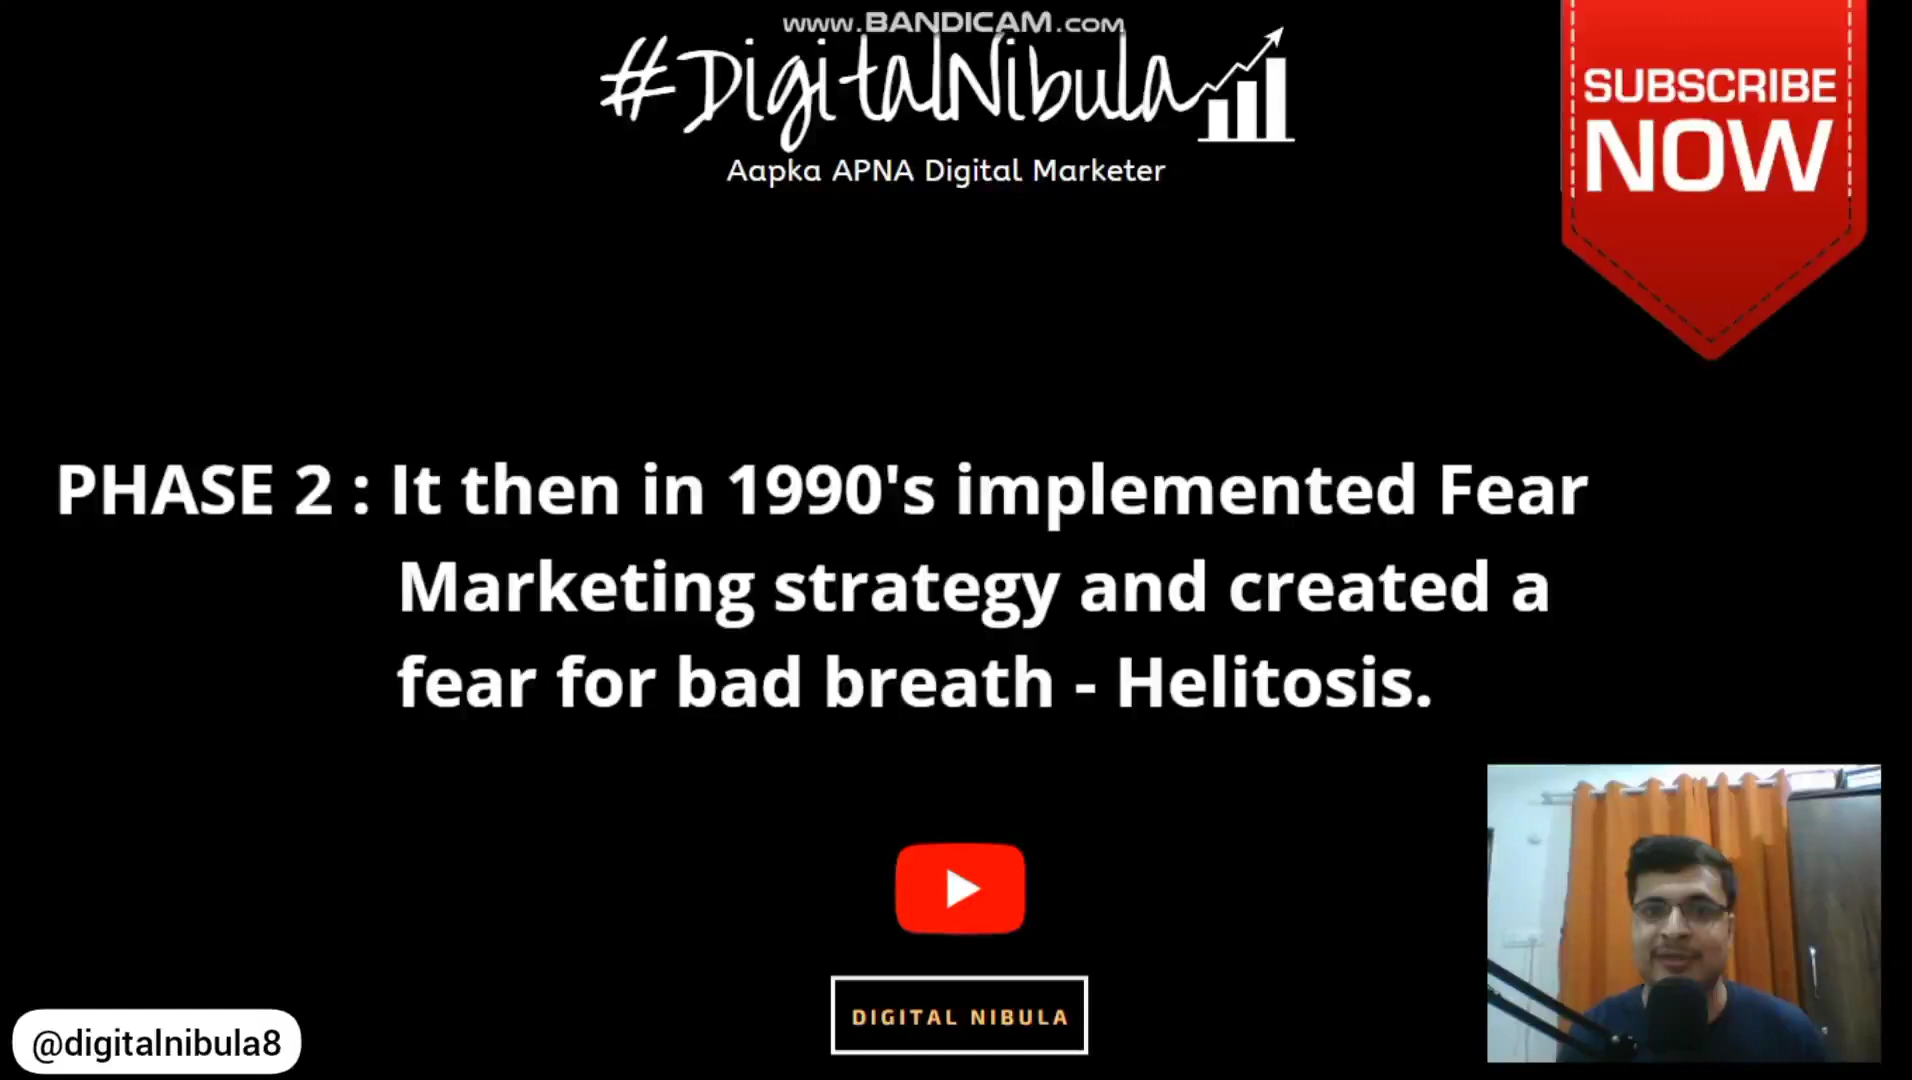 www.BANDICAM.com
#DigitalNibula
Aapka APNA Digital Marketer
SUBSCRIBE
NOW
PHASE 2 : It then in 1990's implemented Fear
Marketing strategy and created a
fear for bad breath - Helitosis.
DIGITAL NIBULA
@digitalnibula8